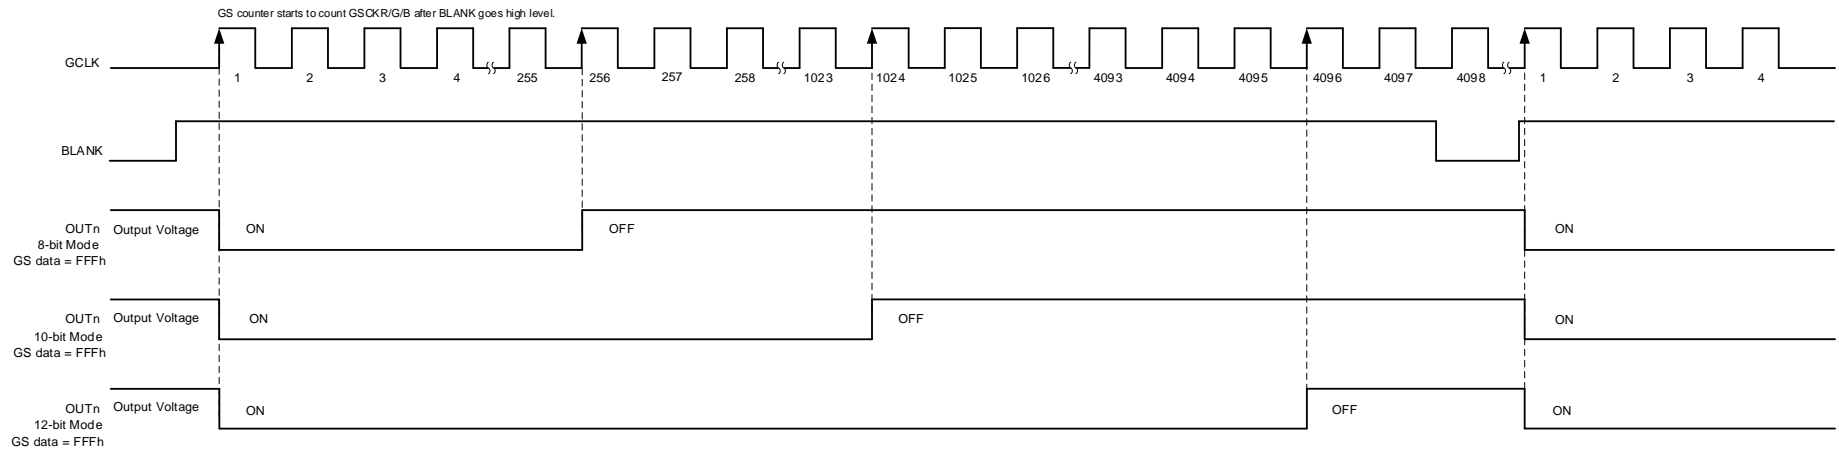 GS counter starts to count GSCKR/G/B after BLANK goes high level.
GCLK
1 2 3 4 255 256 257 258 1023 1024 1025 1026 4093 4094 4095 4096 4097 4098 1 2 3 4
BLANK
OUTn
8-bit Mode
GS data = FFFh
Output Voltage
ON
OFF
ON
OUTn
10-bit Mode
GS data = FFFh
Output Voltage
ON
OFF
ON
OUTn
12-bit Mode
GS data = FFFh
Output Voltage
ON
OFF
ON